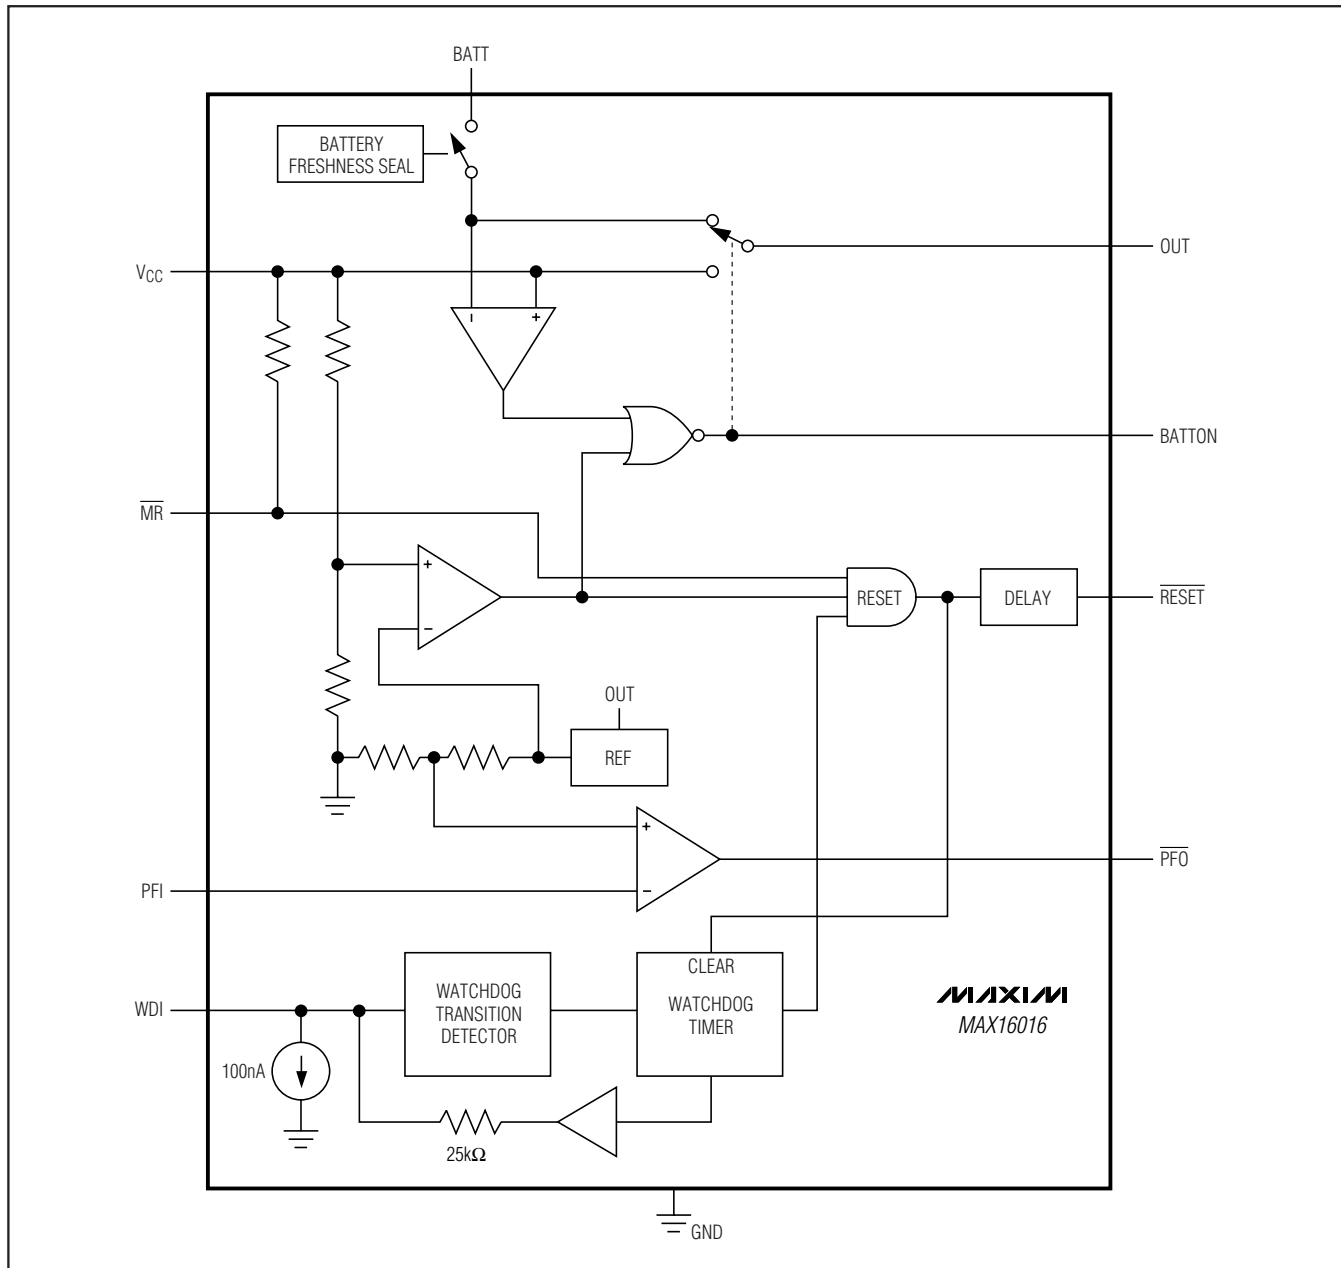 BATT
BATTERY
FRESHNESS SEAL
OUT
VCC
+
BATTON
MR
+
−
RESET
DELAY
RESET
OUT
REF
+
PFO
PFI
−
CLEAR
WDI
WATCHDOG
TRANSITION
DETECTOR
WATCHDOG
TIMER
MAXIM
MAX16016
100nA
25kΩ
GND